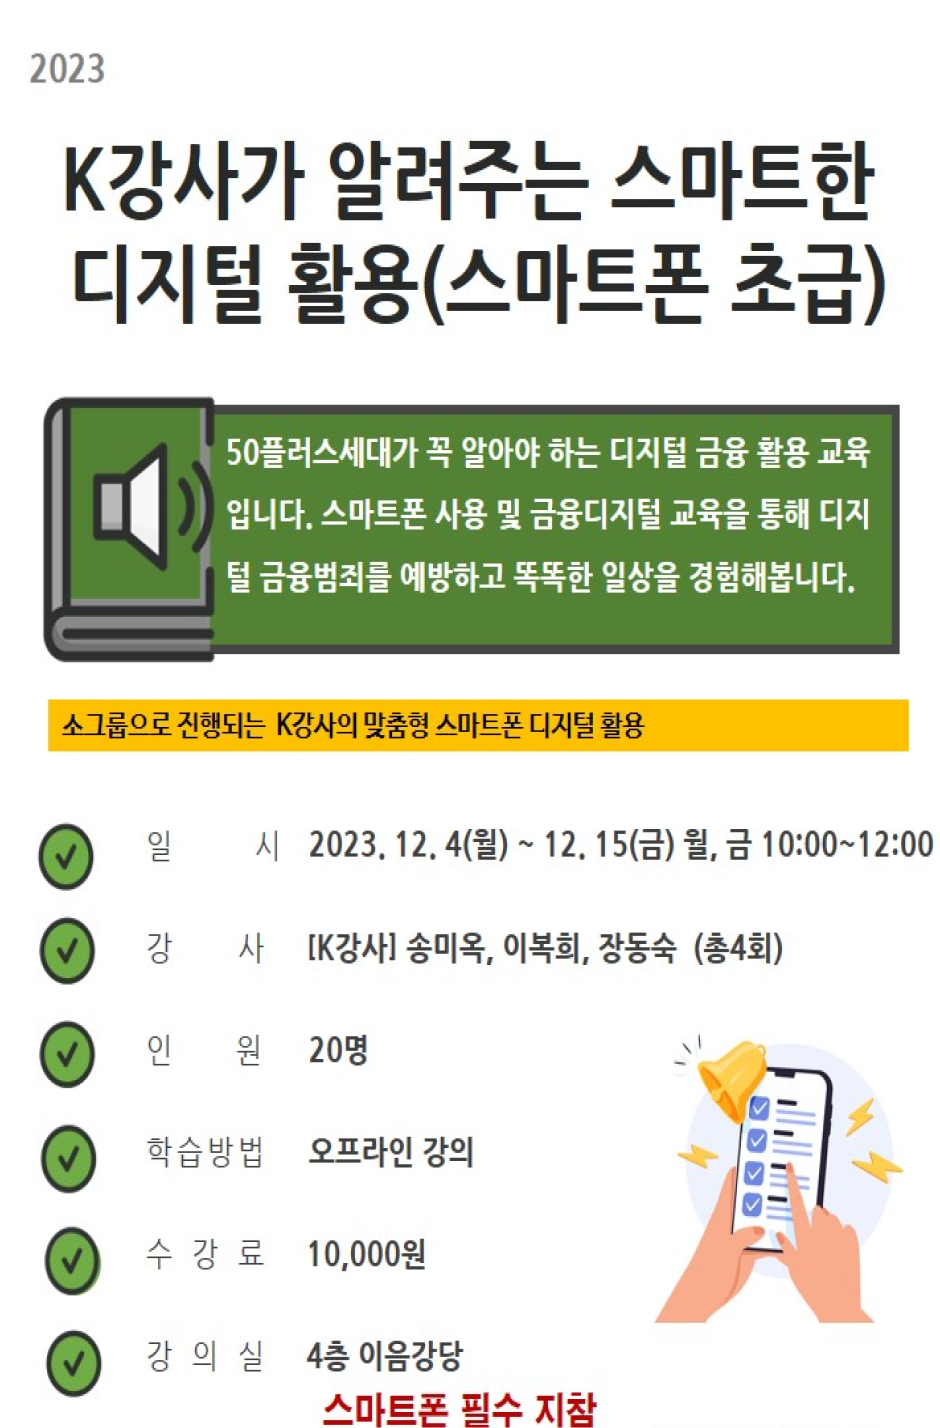 2023
K강사가 알려주는 스마트한
디지털 활용(스마트폰 초급)
50플러스세대가 꼭 알아야 하는 디지털 금융 활용 교육
입니다. 스마트폰 사용 및 금융디지털 교육을 통해 디지
털 금융범죄를 예방하고 똑똑한 일상을 경험해봅니다.
소그룹으로 진행되는 K강사의 맞춤형 스마트폰 디지털 활용
일 시 2023. 12. 4(월) ~ 12. 15(금) 월, 금 10:00~12:00
강 사 [K강사] 송미옥, 이복희, 장동숙 (총4회)
인 원 20명
학습방법 오프라인 강의
수 강 료 10,000원
강 의 실 4층 이음강당
스마트폰 필수 지참